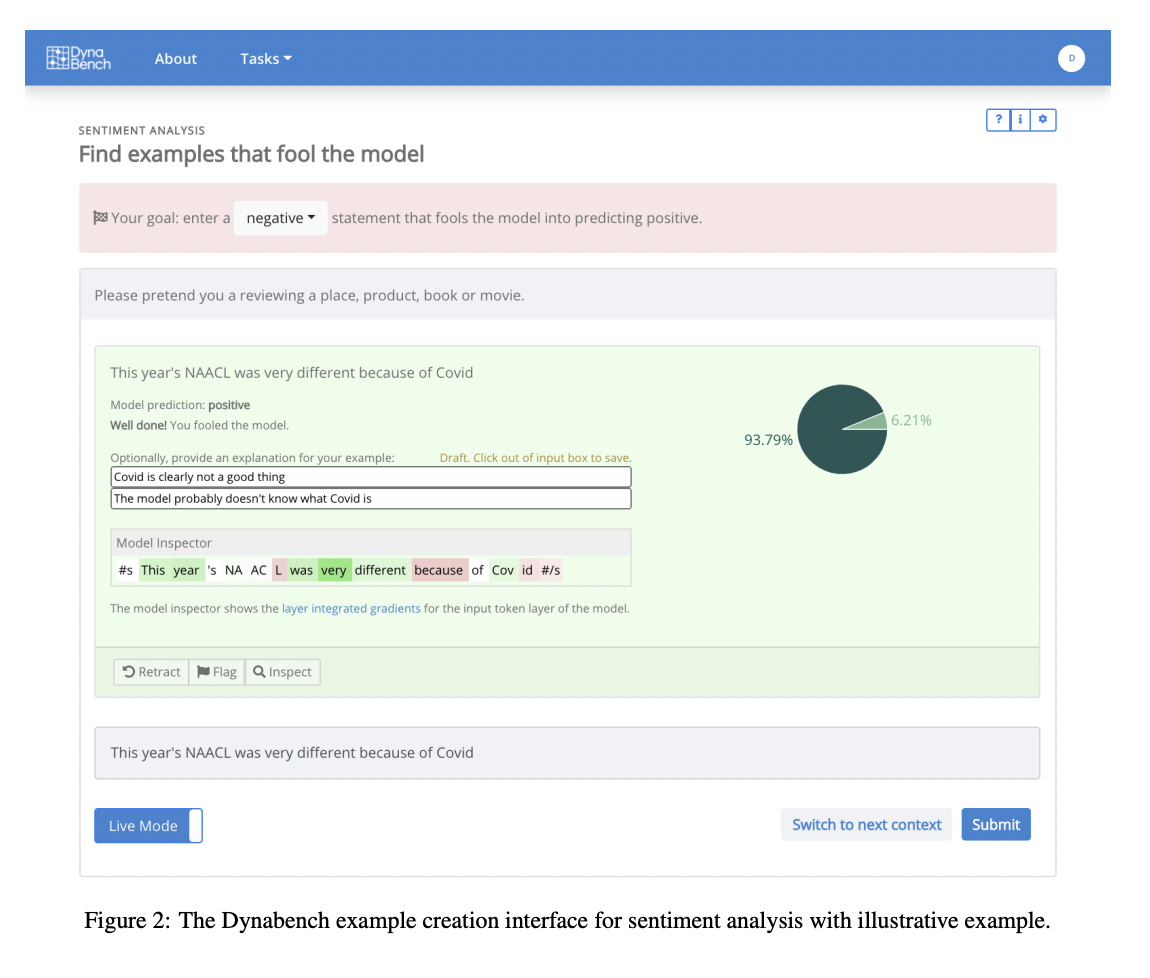 Dyna
Bench
About
Tasks
D
SENTIMENT ANALYSIS
? i
Find examples that fool the model
Your goal: enter a negative statement that fools the model into predicting positive.
Please pretend you a reviewing a place, product, book or movie.
This year's NAACL was very different because of Covid
Model prediction: positive
Well done! You fooled the model.
93.79%
6.21%
Optionally, provide an explanation for your example: Draft. Click out of input box to save.
Covid is clearly not a good thing
The model probably doesn't know what Covid is
Model Inspector
#s This year 's NA AC L was very different because of Cov id #/s
The model inspector shows the layer integrated gradients for the input token layer of the model.
Retract Flag Inspect
This year's NAACL was very different because of Covid
Live Mode
Switch to next context
Submit
Figure 2: The Dynabench example creation interface for sentiment analysis with illustrative example.